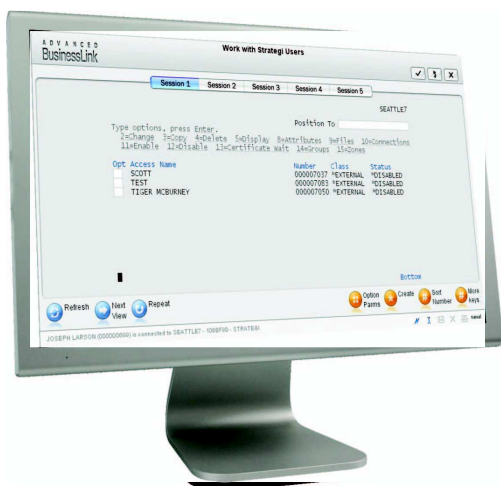 ADVANCED
BusinessLink
Work with Strategi Users
Session 1 Session 2 Session 3 Session 4 Session 5
SEATTLE7
Position To
Type options, press Enter.
2=Change 3=Copy 4=Delete 5=Display 8=Attributes 9=Files 10=Connections
11=Enable 12=Disable 13=Certificate Wait 14=Groups 15=Zones
Opt Access Name Number Class Status
SCOTT 000007037 *EXTERNAL *DISABLED
TEST 000007083 *EXTERNAL *DISABLED
TIGER MCBURNEY 000007050 *EXTERNAL *DISABLED
Bottom
Refresh Next View Repeat Option Parms Create Sort Number More keys
JOSEPH LARSON (000000000) is connected to SEATTLE7 - STRATEGI